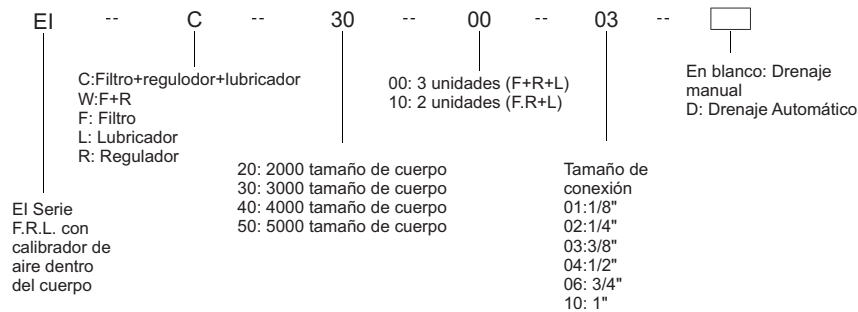 EI -- C -- 30 -- 00 -- 03 --
C:Filtro+regulodor+lubricador
W:F+R
F: Filtro
L: Lubricador
R: Regulador
00: 3 unidades (F+R+L)
10: 2 unidades (F.R+L)
En blanco: Drenaje
manual
D: Drenaje Automático
20: 2000 tamaño de cuerpo
30: 3000 tamaño de cuerpo
40: 4000 tamaño de cuerpo
50: 5000 tamaño de cuerpo
Tamaño de
conexión
01:1/8"
02:1/4"
03:3/8"
04:1/2"
06: 3/4"
10: 1"
EI Serie
F.R.L. con
calibrador de
aire dentro
del cuerpo